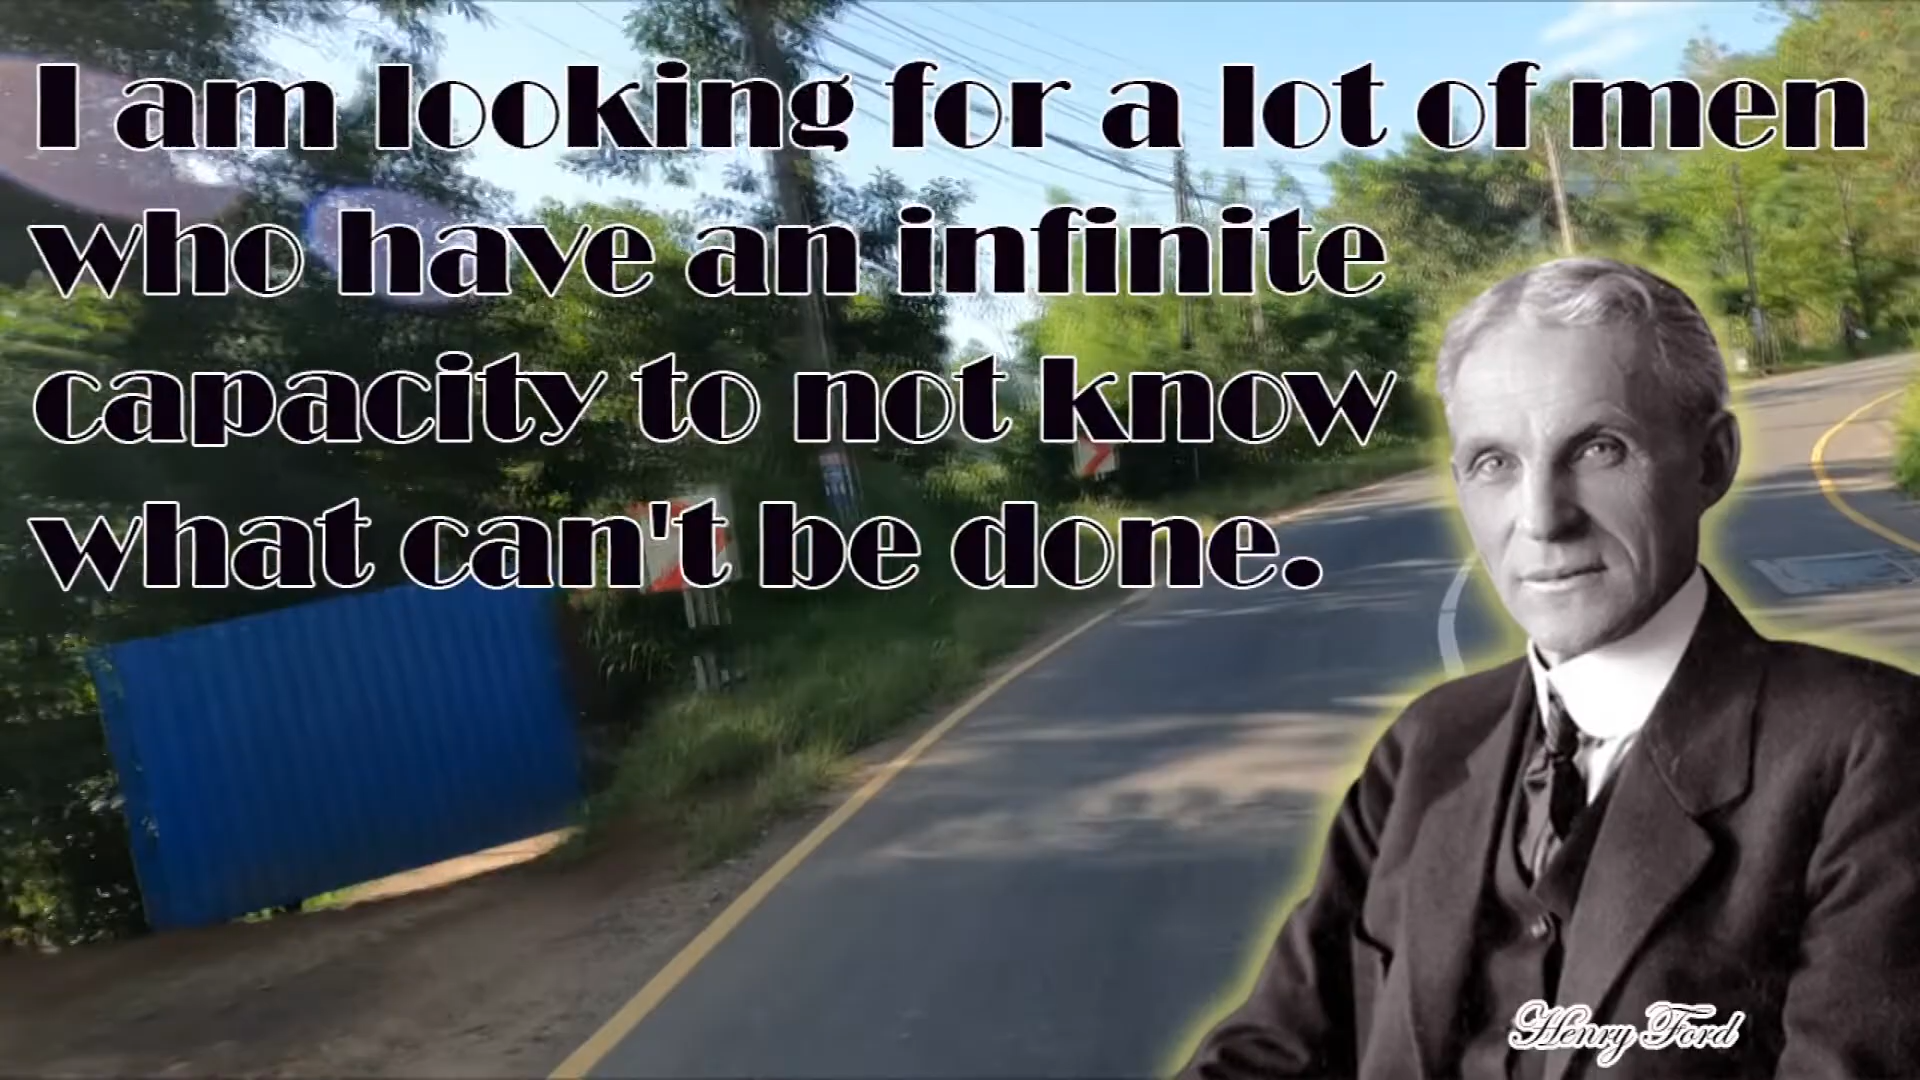 I am looking for a lot of men
who have an infinite
capacity to not know
what can't be done.
Henry Ford